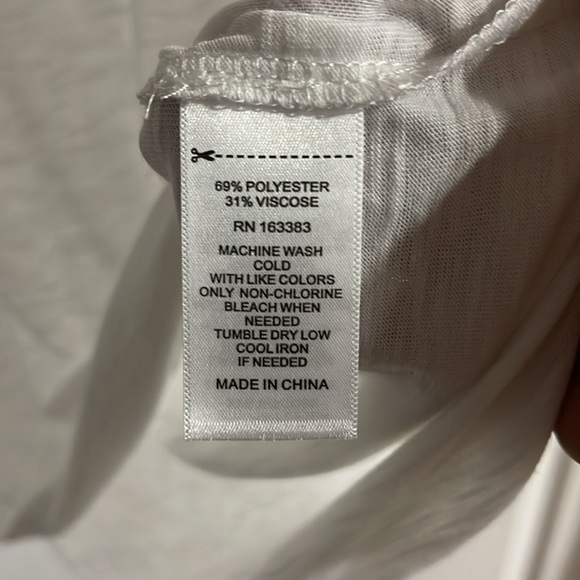 69% POLYESTER
31% VISCOSE
RN 163383
MACHINE WASH
COLD
WITH LIKE COLORS
ONLY NON-CHLORINE
BLEACH WHEN
NEEDED
TUMBLE DRY LOW
COOL IRON
IF NEEDED
MADE IN CHINA